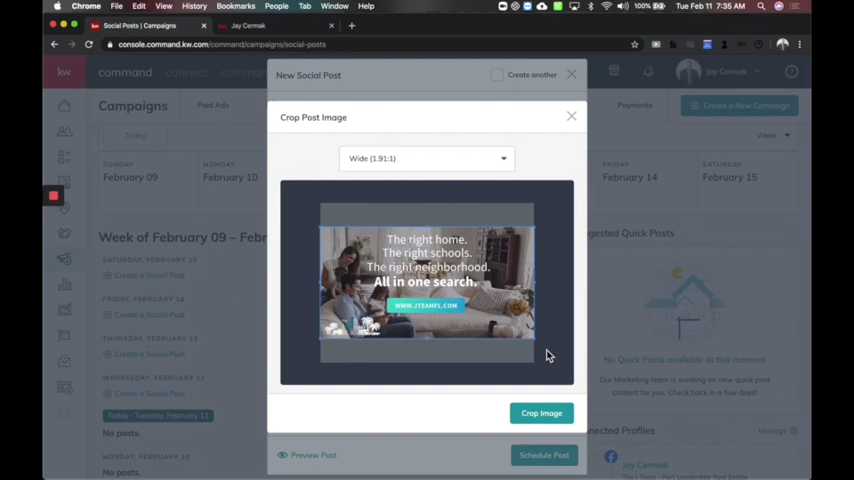 Chrome File Edit View History Bookmarks People Tab Window Help
100% Tue Feb 11 7:35 AM
Social Posts | Campaigns
Jay Cermak
console.command.kw.com/command/campaigns/social-posts
kw command connect
Jay Cermak
New Social Post
Create another
Campaigns
Paid Ads
Payments
Create a New Campaign
Crop Post Image
Today
Week
Wide (1.91:1)
SUNDAY
February 09
MONDAY
February 10
FRIDAY
February 14
SATURDAY
February 15
The right home.
The right schools.
The right neighborhood.
All in one search.
WWW.JTEAMFL.COM
Week of February 09 –
SATURDAY, FEBRUARY 15
Create a Social Post
FRIDAY, FEBRUARY 14
Create a Social Post
THURSDAY, FEBRUARY 13
Create a Social Post
WEDNESDAY, FEBRUARY 12
Create a Social Post
Today - Tuesday, February 11
No posts.
MONDAY, FEBRUARY 10
No posts.
Quick Posts
No Quick Posts available at this moment
Our Marketing team is working on new quick
post content for you. Check back in a few days!
Crop Image
Profiles
Manage
Preview Post
Schedule Post
Jay Cermak